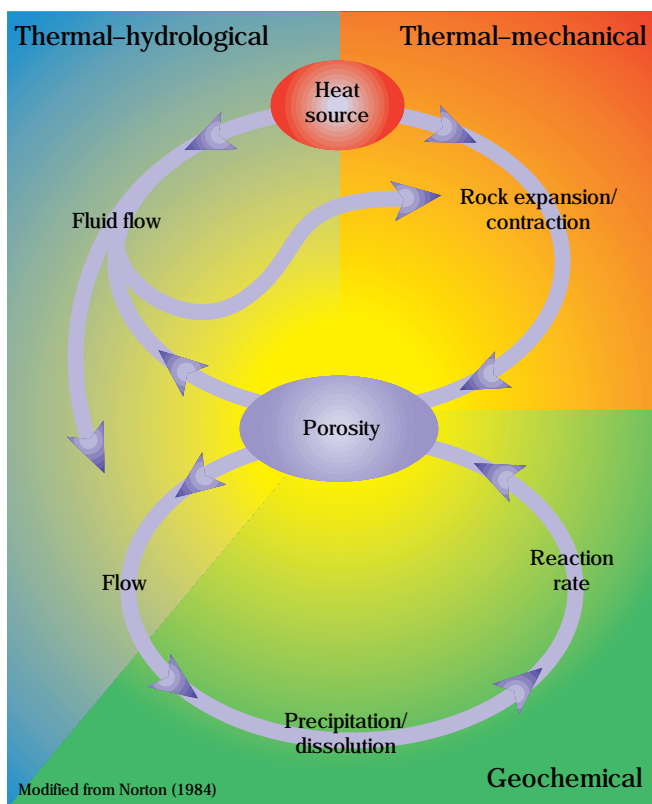 Thermal–hydrological
Thermal–mechanical
Heat
source
Fluid flow
Rock expansion/
contraction
Porosity
Flow
Reaction
rate
Precipitation/
dissolution
Modified from Norton (1984)
Geochemical